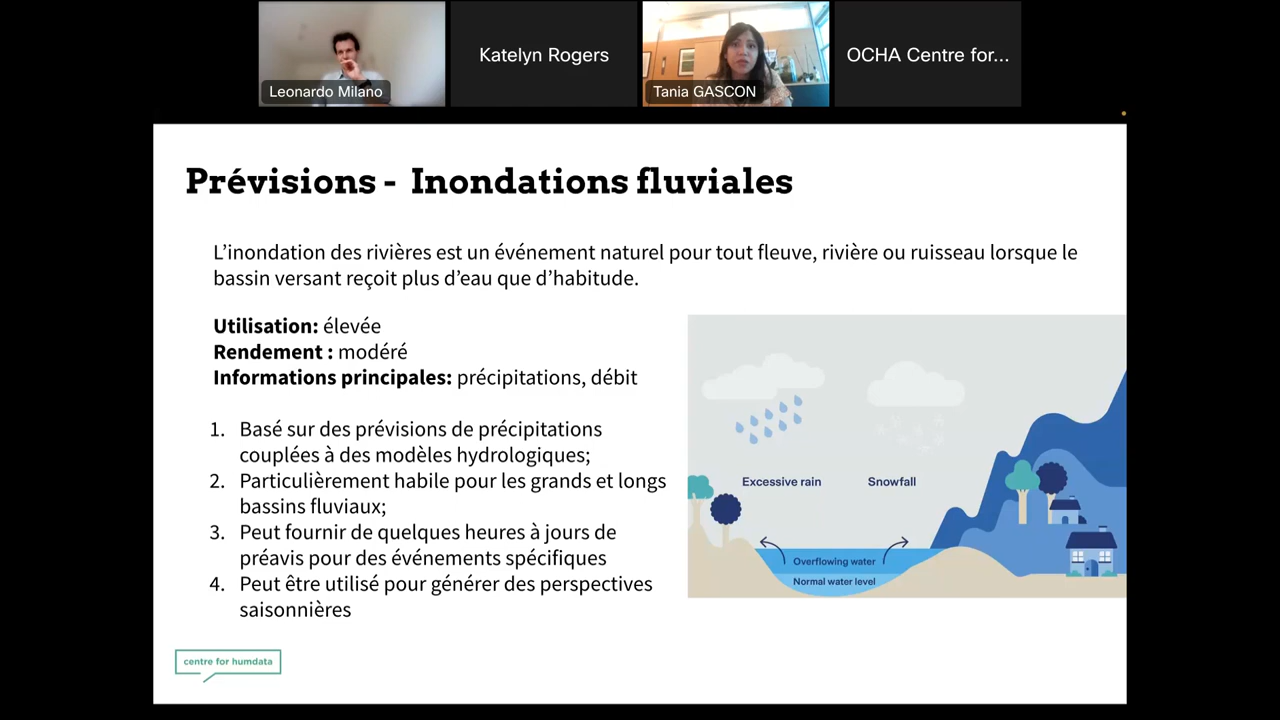 Leonardo Milano
Katelyn Rogers
Tania GASCON
OCHA Centre for...
Prévisions - Inondations fluviales
L’inondation des rivières est un événement naturel pour tout fleuve, rivière ou ruisseau lorsque le
bassin versant reçoit plus d’eau que d’habitude.
Utilisation: élevée
Rendement : modéré
Informations principales: précipitations, débit
1. Basé sur des prévisions de précipitations
couplées à des modèles hydrologiques;
2. Particulièrement habile pour les grands et longs
bassins fluviaux;
3. Peut fournir de quelques heures à jours de
préavis pour des événements spécifiques
4. Peut être utilisé pour générer des perspectives
saisonnières
Excessive rain
Snowfall
Overflowing water
Normal water level
centre for humdata